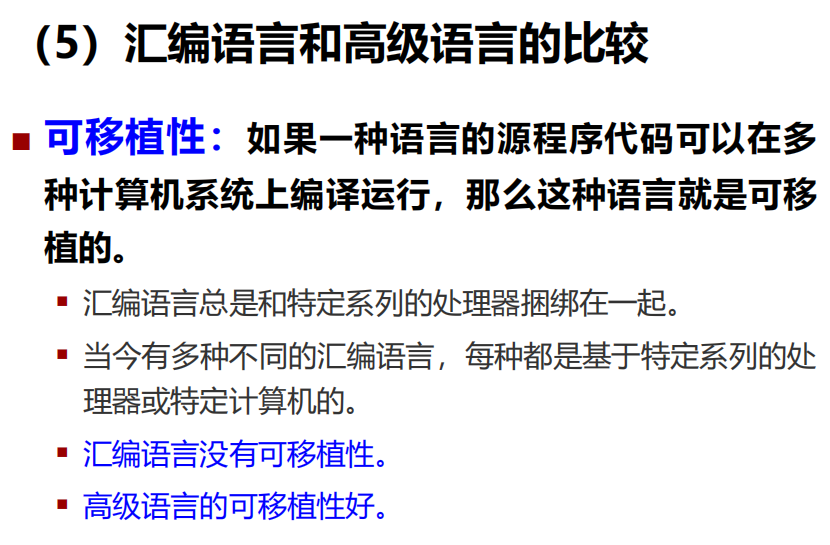 （5）汇编语言和高级语言的比较
可移植性：如果一种语言的源程序代码可以在多
种计算机系统上编译运行，那么这种语言就是可移
植的。
汇编语言总是和特定系列的处理器捆绑在一起。
当今有多种不同的汇编语言，每种都是基于特定系列的处
理器或特定计算机的。
汇编语言没有可移植性。
高级语言的可移植性好。